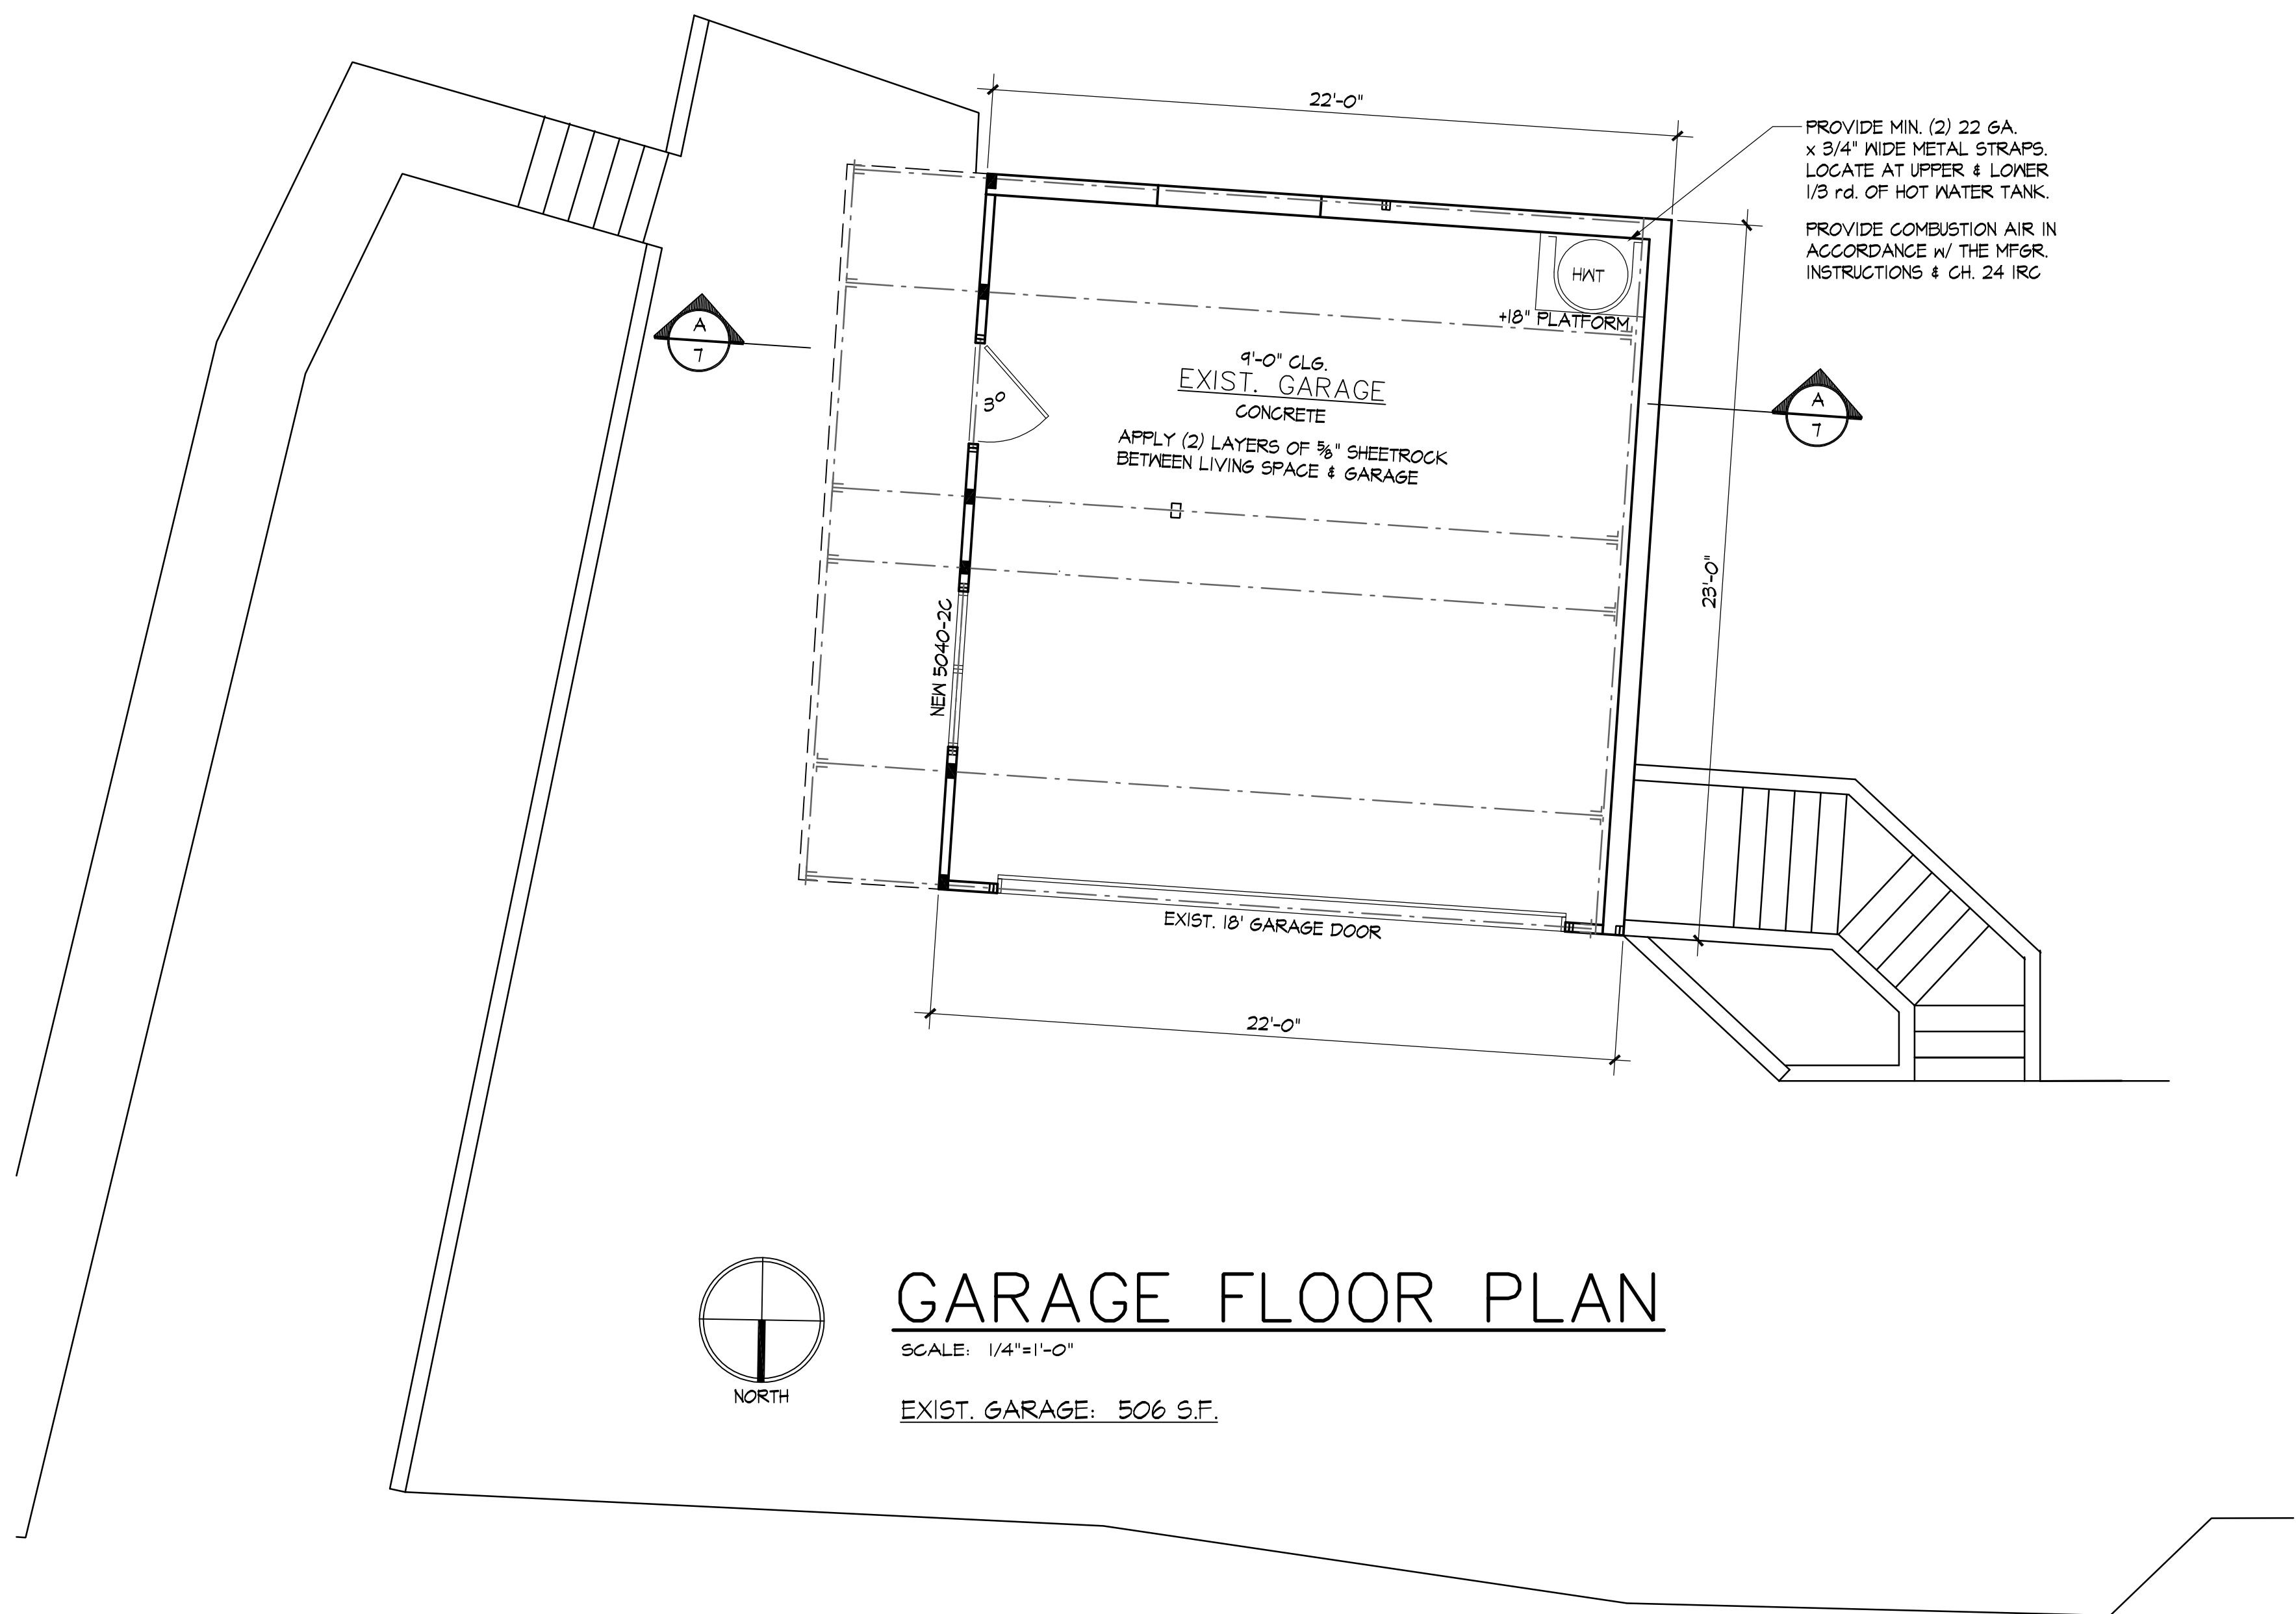 22'-0"
PROVIDE MIN. (2) 22 GA.
x 3/4" WIDE METAL STRAPS.
LOCATE AT UPPER & LOWER
1/3 rd. OF HOT WATER TANK.
PROVIDE COMBUSTION AIR IN
ACCORDANCE w/ THE MFGR.
INSTRUCTIONS & CH. 24 IRC
HWT
+18" PLATFORM
A
7
9'-0" CLG.
EXIST. GARAGE
CONCRETE
3⁰
A
7
APPLY (2) LAYERS OF ⅝" SHEETROCK
BETWEEN LIVING SPACE & GARAGE
23'-0"
NEW 5040-2C
EXIST. 18' GARAGE DOOR
22'-0"
GARAGE FLOOR PLAN
SCALE: 1/4"=1'-0"
NORTH
EXIST. GARAGE: 506 S.F.